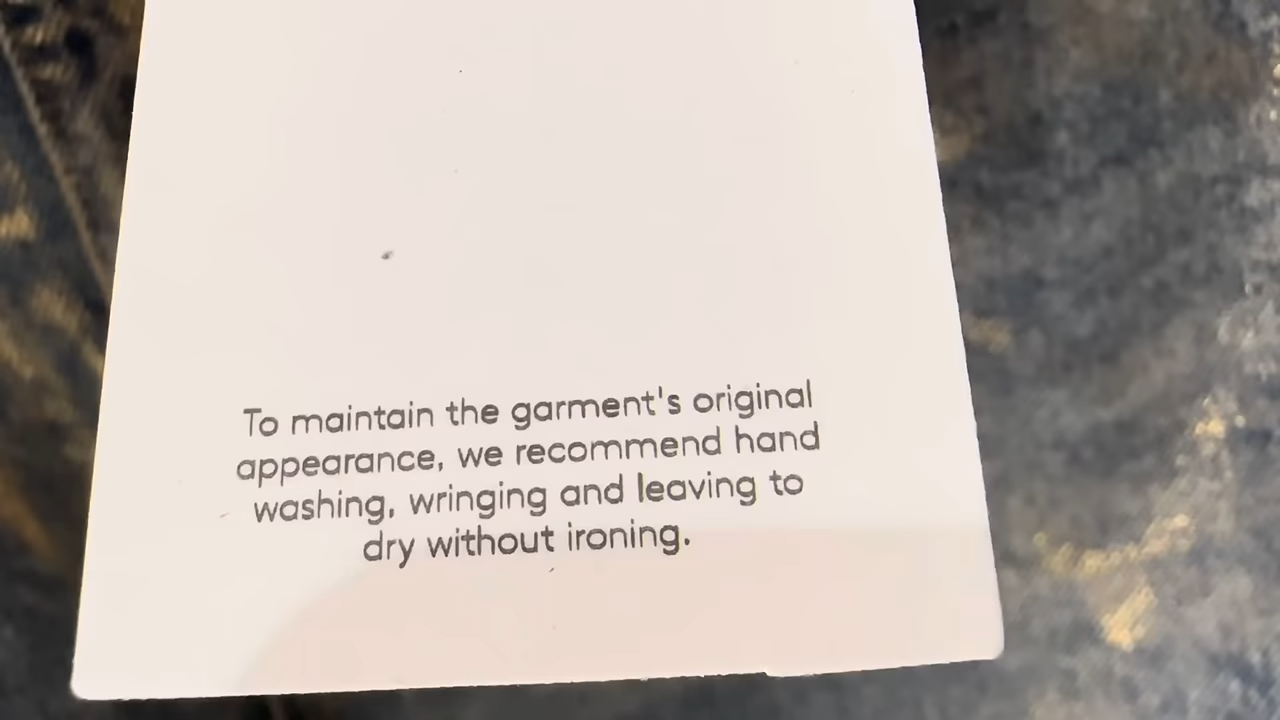 To maintain the garment's original
appearance, we recommend hand
washing, wringing and leaving to
dry without ironing.